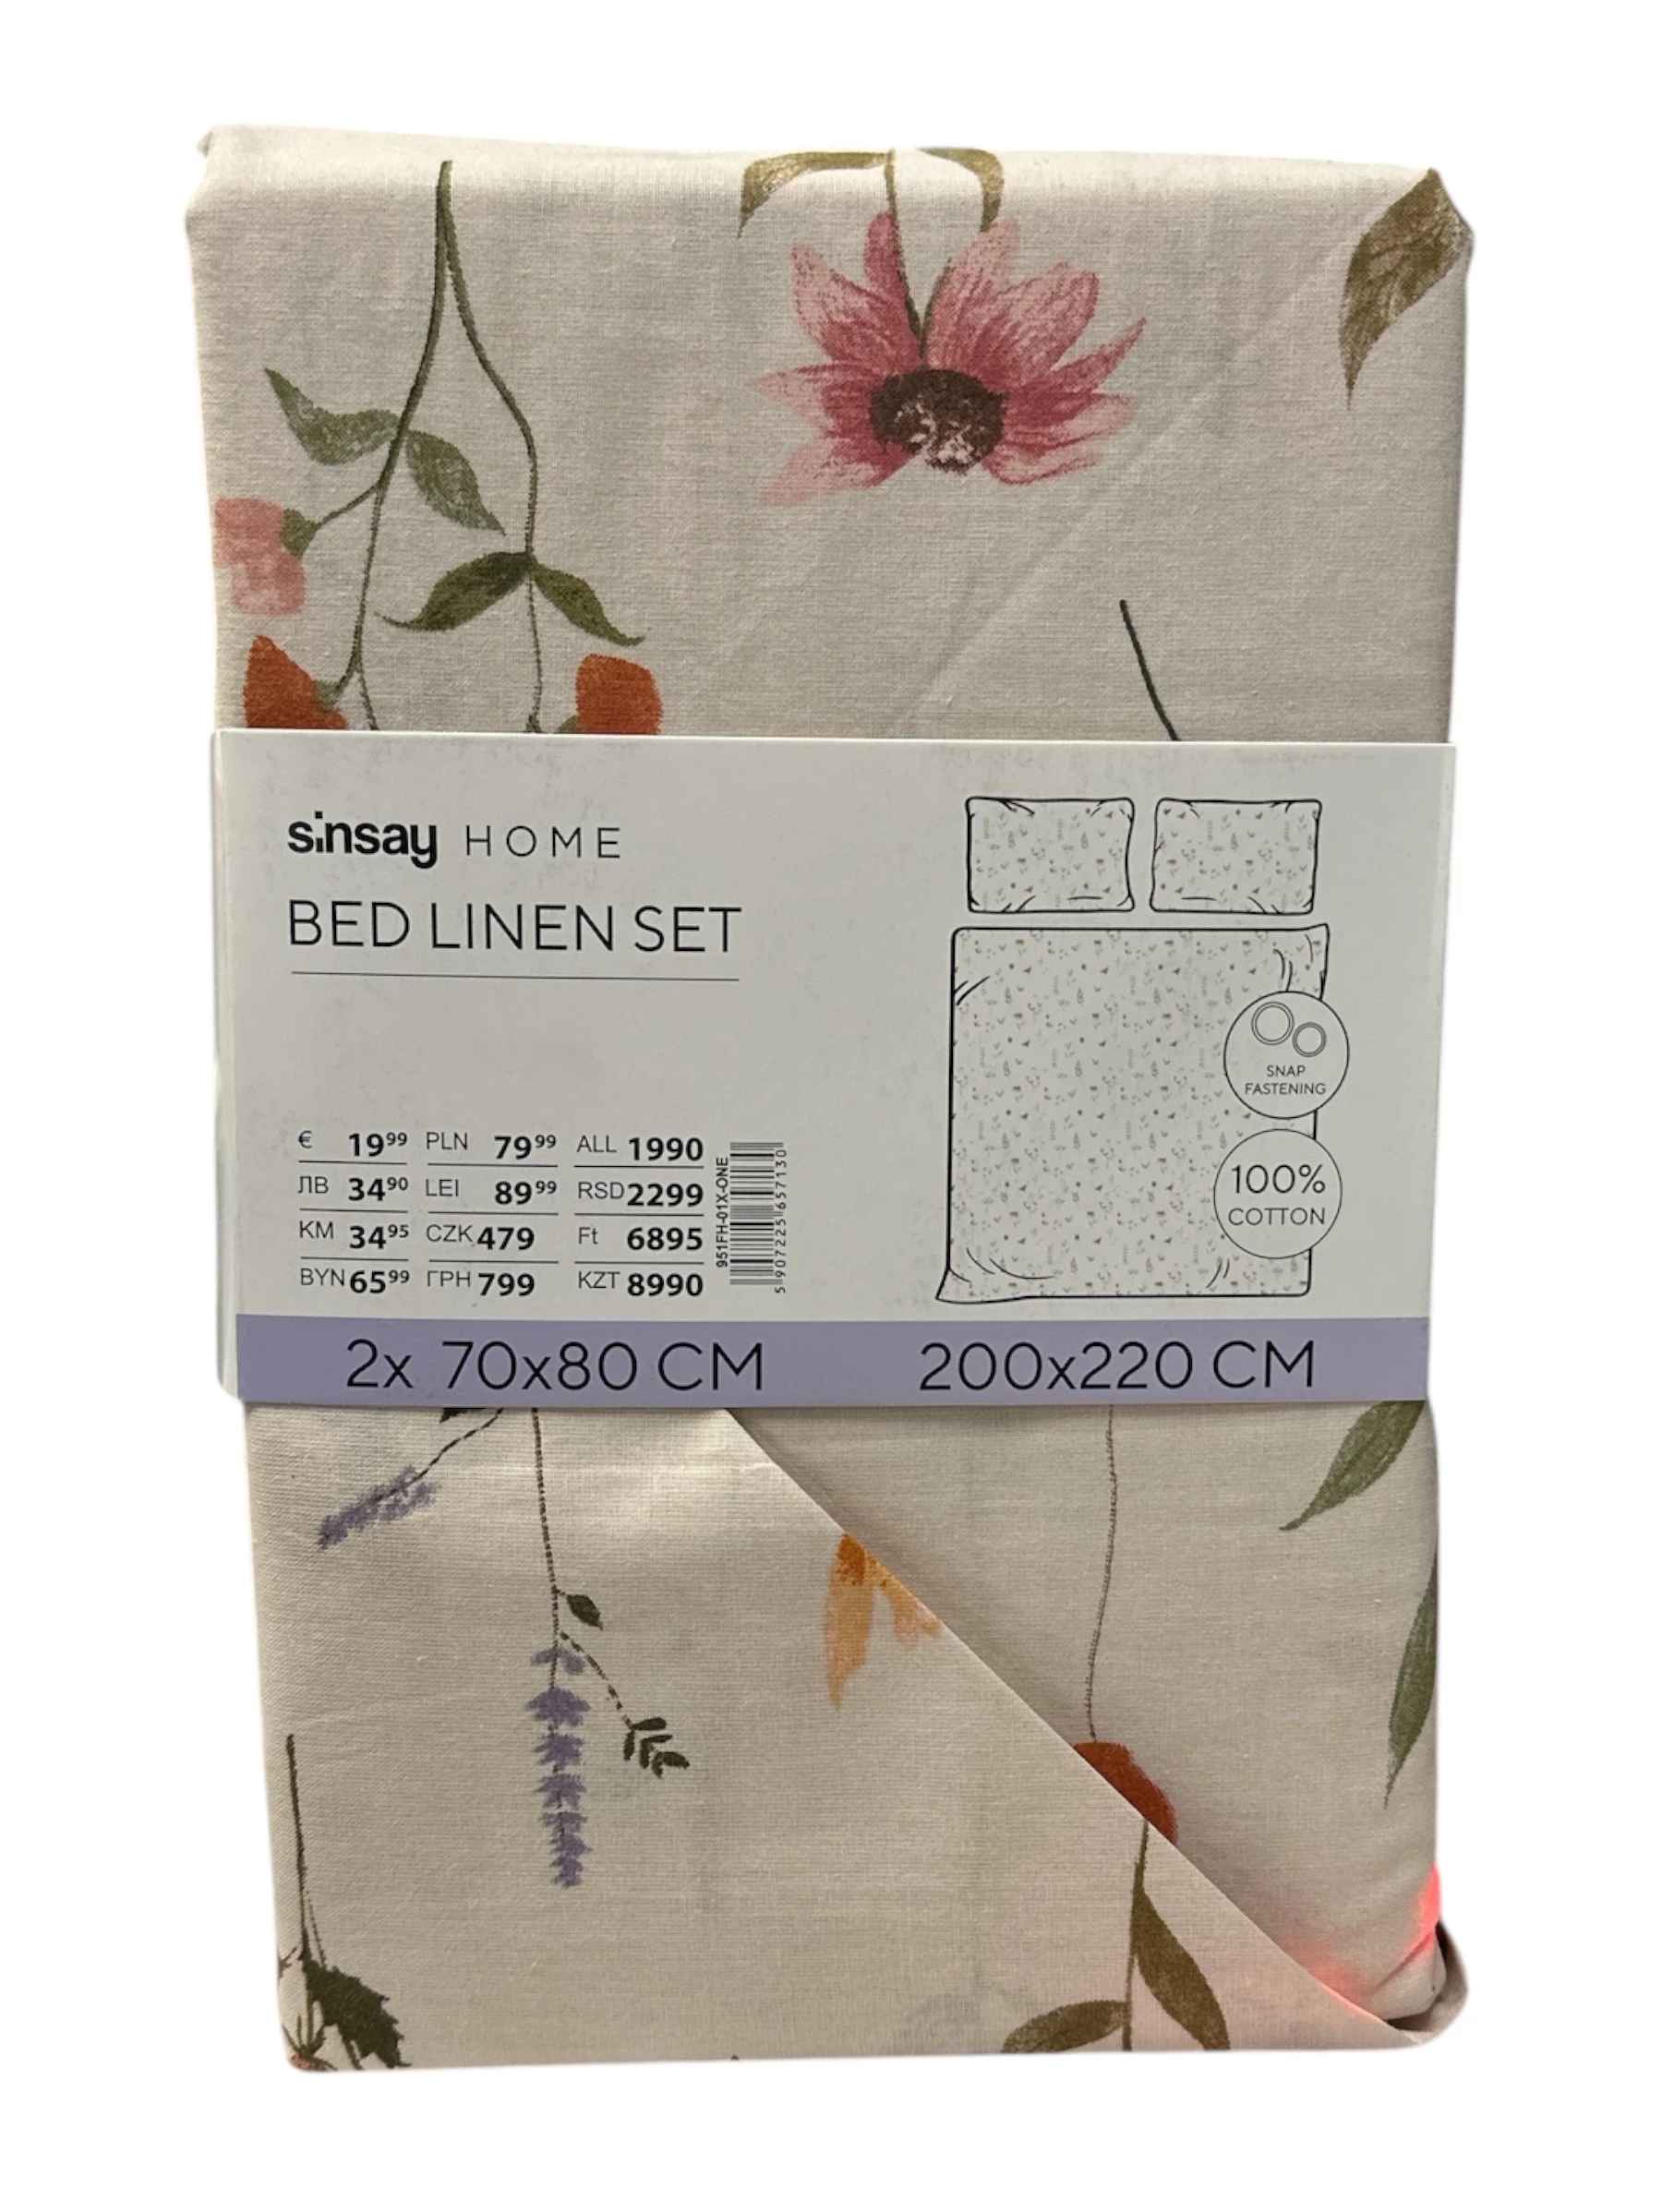 sinsay HOME
BED LINEN SET
€ 19⁹⁹ PLN 79⁹⁹ ALL 1990
ЛВ 34⁹⁰ LEI 89⁹⁹ RSD 2299
KM 34⁹⁵ CZK 479 Ft 6895
BYN 65⁹⁹ ГРН 799 KZT 8990
951FH-01X-ONE
5907225657130
SNAP
FASTENING
100%
COTTON
2x 70x80 CM
200x220 CM